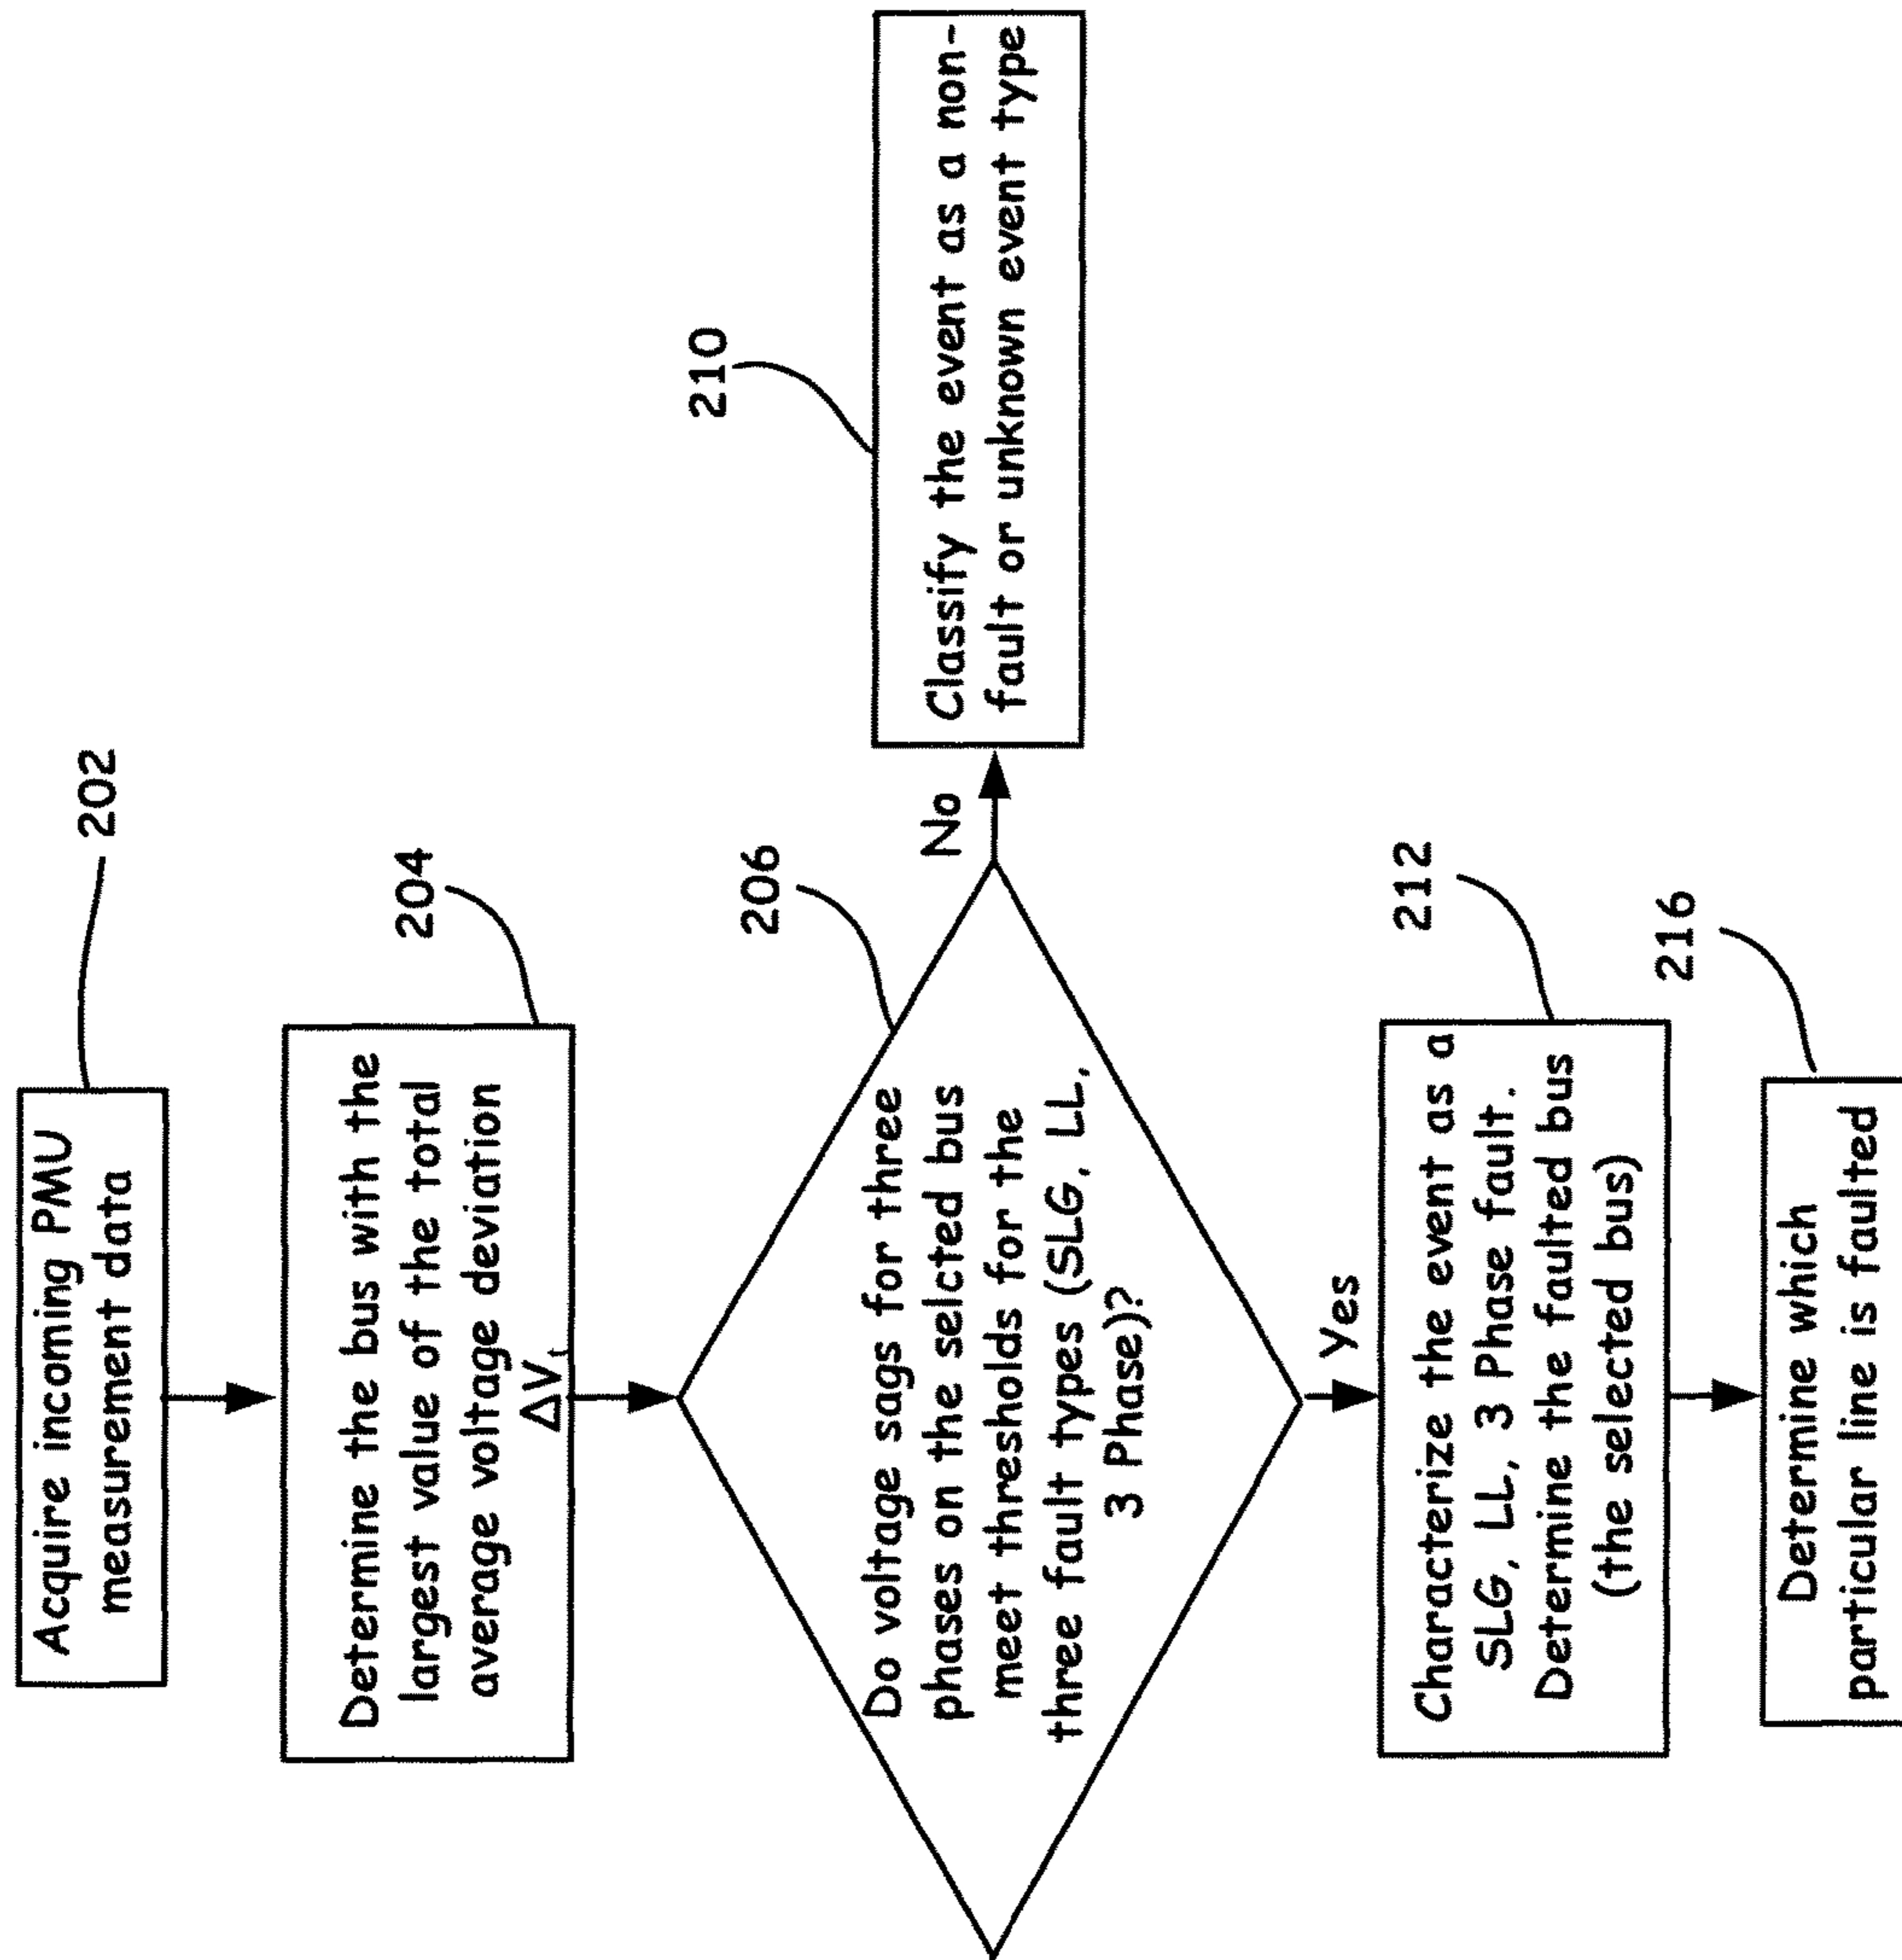 Acquire incoming PMU
measurement data
202
Determine the bus with the
largest value of the total
average voltage deviation
ΔVt
204
Do voltage sags for three
phases on the selcted bus
meet thresholds for the
three fault types (SLG, LL,
3 Phase)?
206
No
Classify the event as a non-
fault or unknown event type
210
Yes
Characterize the event as a
SLG, LL, 3 Phase fault.
Determine the faulted bus
(the selected bus)
212
Determine which
particular line is faulted
216